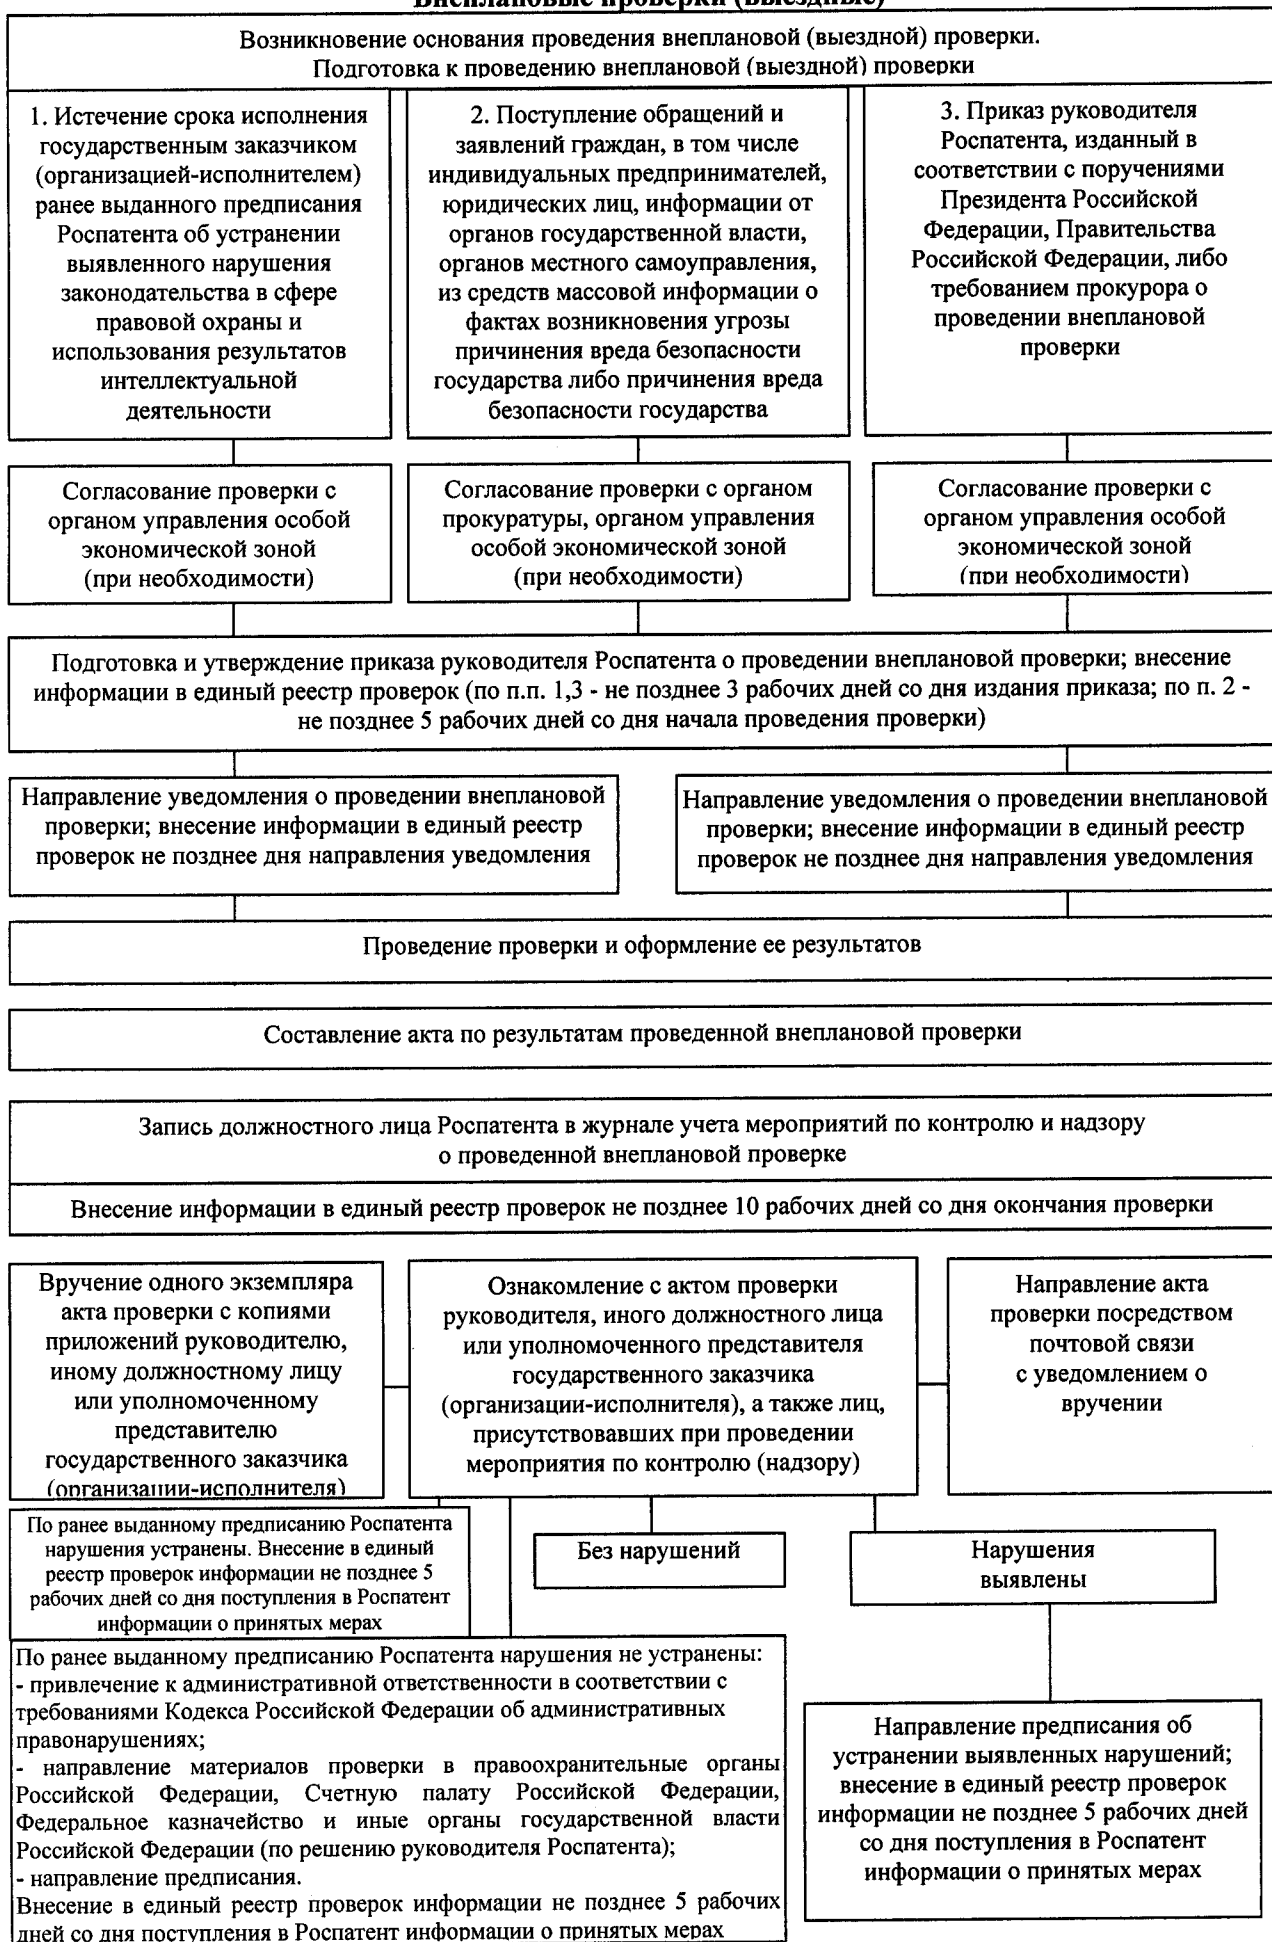 Внеплановые проверки (выездные)
Возникновение основания проведения внеплановой (выездной) проверки.
Подготовка к проведению внеплановой (выездной) проверки
1. Истечение срока исполнения
государственным заказчиком
(организацией-исполнителем)
ранее выданного предписания
Роспатента об устранении
выявленного нарушения
законодательства в сфере
правовой охраны и
использования результатов
интеллектуальной
деятельности
2. Поступление обращений и
заявлений граждан, в том числе
индивидуальных предпринимателей,
юридических лиц, информации от
органов государственной власти,
органов местного самоуправления,
из средств массовой информации о
фактах возникновения угрозы
причинения вреда безопасности
государства либо причинения вреда
безопасности государства
3. Приказ руководителя
Роспатента, изданный в
соответствии с поручениями
Президента Российской
Федерации, Правительства
Российской Федерации, либо
требованием прокурора о
проведении внеплановой
проверки
Согласование проверки с
органом управления особой
экономической зоной
(при необходимости)
Согласование проверки с органом
прокуратуры, органом управления
особой экономической зоной
(при необходимости)
Согласование проверки с
органом управления особой
экономической зоной
(при необходимости)
Подготовка и утверждение приказа руководителя Роспатента о проведении внеплановой проверки; внесение
информации в единый реестр проверок (по п.п. 1,3 - не позднее 3 рабочих дней со дня издания приказа; по п. 2 -
не позднее 5 рабочих дней со дня начала проведения проверки)
Направление уведомления о проведении внеплановой
проверки; внесение информации в единый реестр
проверок не позднее дня направления уведомления
Направление уведомления о проведении внеплановой
проверки; внесение информации в единый реестр
проверок не позднее дня направления уведомления
Проведение проверки и оформление ее результатов
Составление акта по результатам проведенной внеплановой проверки
Запись должностного лица Роспатента в журнале учета мероприятий по контролю и надзору
о проведенной внеплановой проверке
Внесение информации в единый реестр проверок не позднее 10 рабочих дней со дня окончания проверки
Вручение одного экземпляра
акта проверки с копиями
приложений руководителю,
иному должностному лицу
или уполномоченному
представителю
государственного заказчика
(организации-исполнителя)
Ознакомление с актом проверки
руководителя, иного должностного лица
или уполномоченного представителя
государственного заказчика
(организации-исполнителя), а также лиц,
присутствовавших при проведении
мероприятия по контролю (надзору)
Направление акта
проверки посредством
почтовой связи
с уведомлением о
вручении
По ранее выданному предписанию Роспатента
нарушения устранены. Внесение в единый
реестр проверок информации не позднее 5
рабочих дней со дня поступления в Роспатент
информации о принятых мерах
Без нарушений
Нарушения
выявлены
По ранее выданному предписанию Роспатента нарушения не устранены:
- привлечение к административной ответственности в соответствии с
требованиями Кодекса Российской Федерации об административных
правонарушениях;
- направление материалов проверки в правоохранительные органы
Российской Федерации, Счетную палату Российской Федерации,
Федеральное казначейство и иные органы государственной власти
Российской Федерации (по решению руководителя Роспатента);
- направление предписания.
Внесение в единый реестр проверок информации не позднее 5 рабочих
дней со дня поступления в Роспатент информации о принятых мерах
Направление предписания об
устранении выявленных нарушений;
внесение в единый реестр проверок
информации не позднее 5 рабочих дней
со дня поступления в Роспатент
информации о принятых мерах